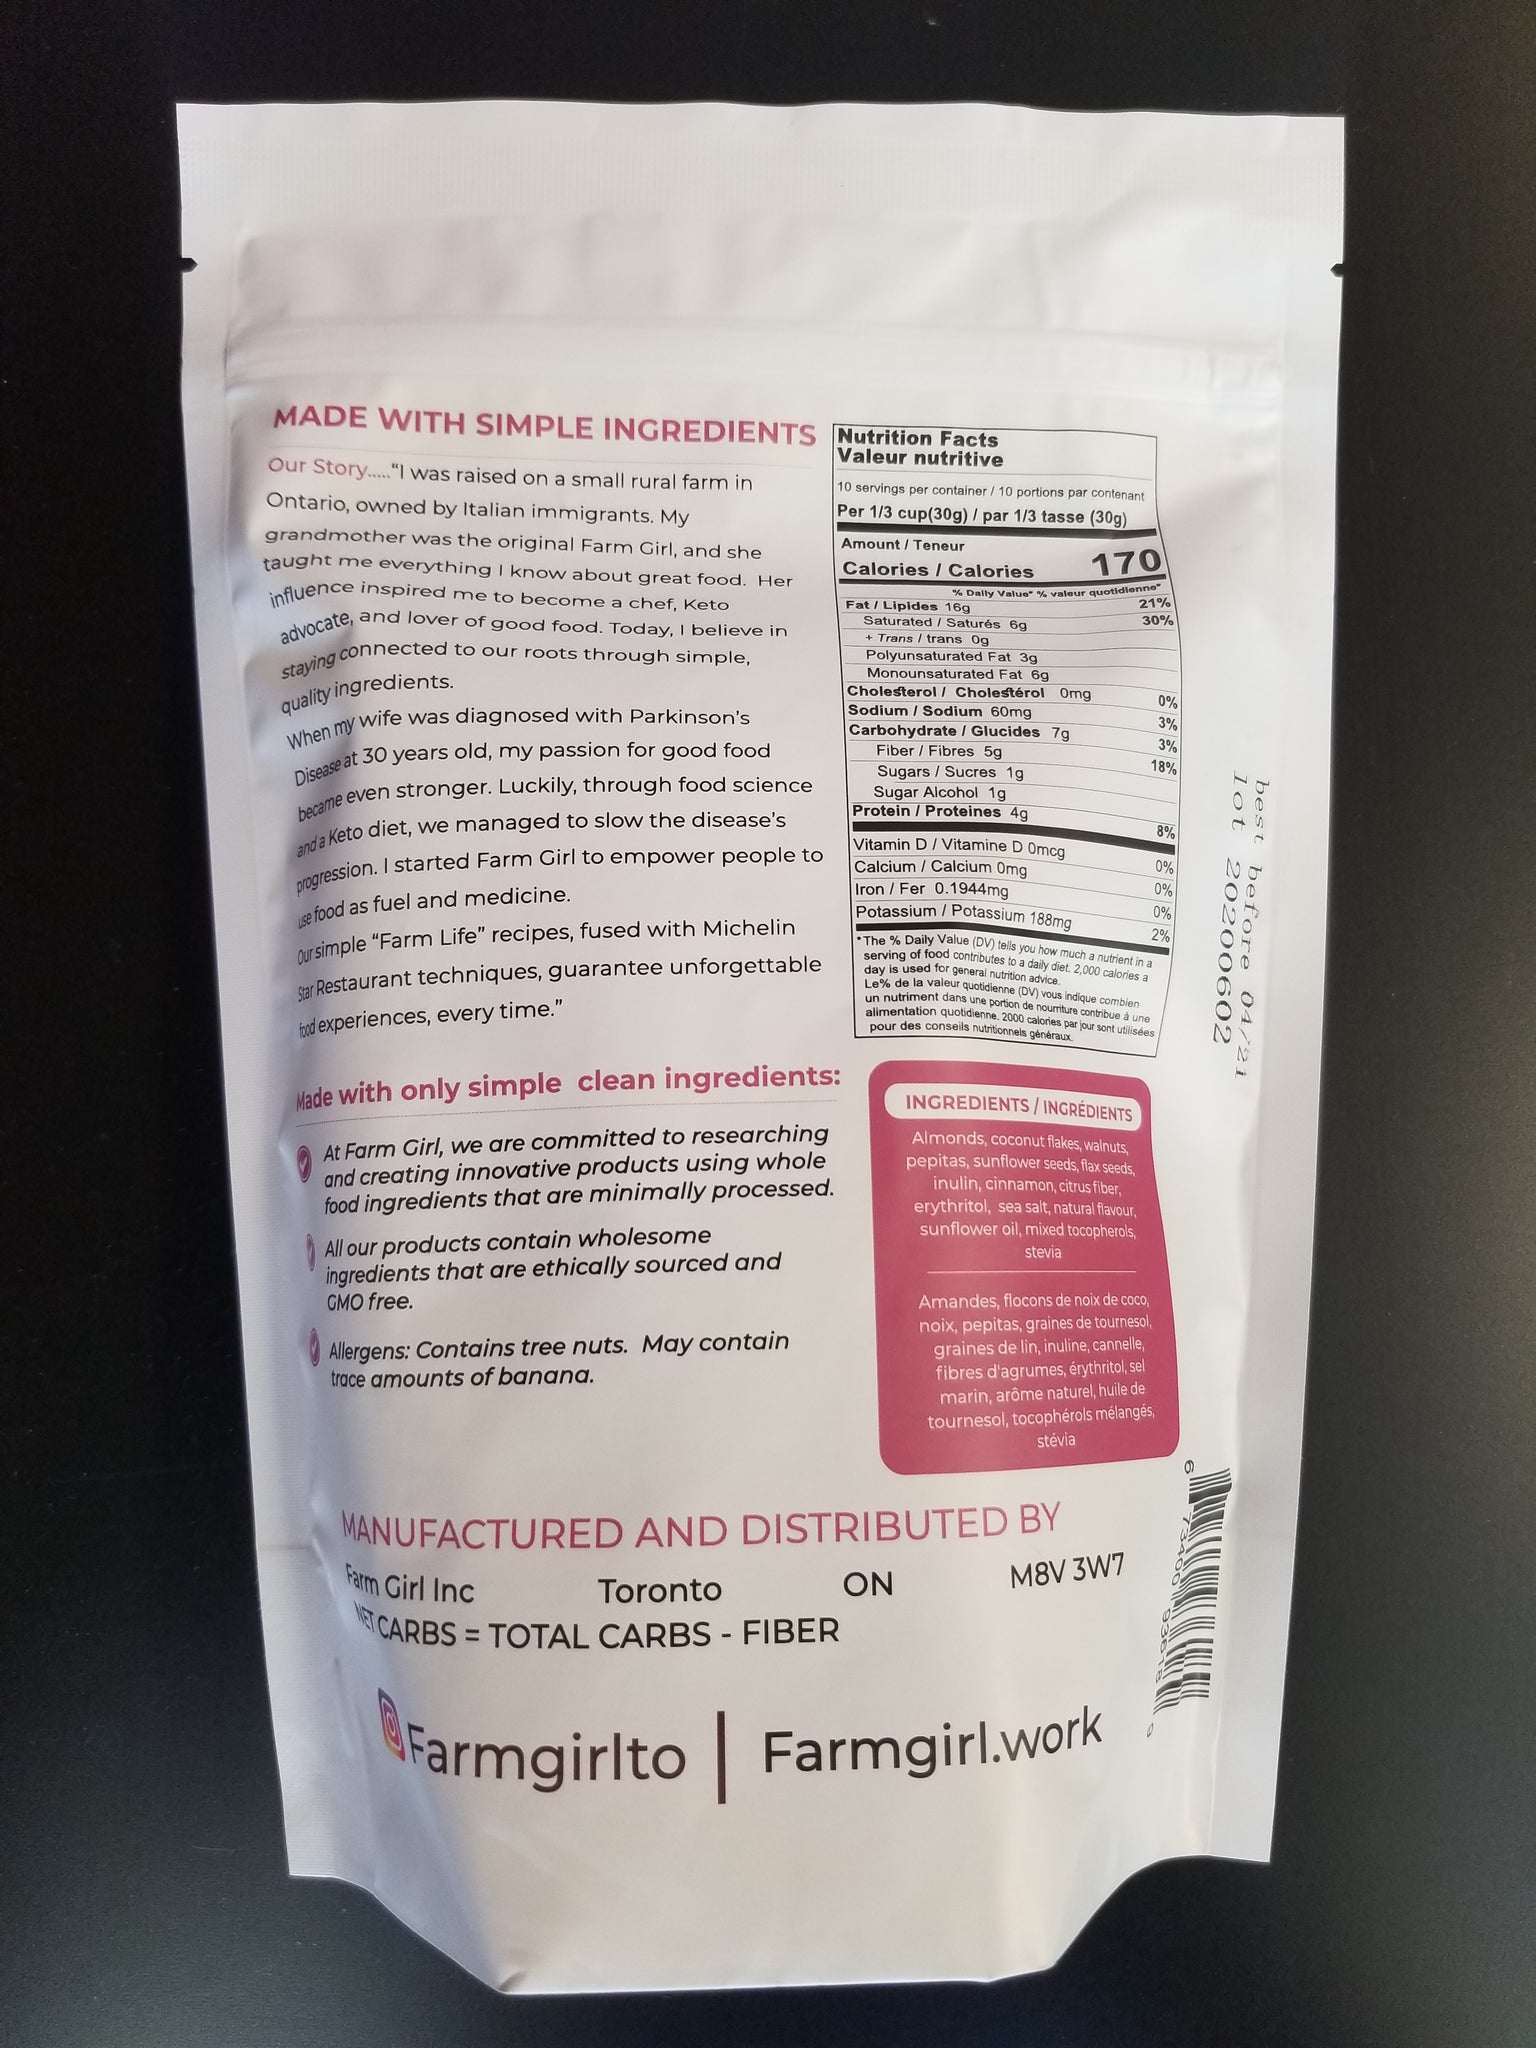 MADE WITH SIMPLE INGREDIENTS
Our Story....."I was raised on a small rural farm in
Ontario, owned by Italian immigrants. My
grandmother was the original Farm Girl, and she
taught me everything I know about great food. Her
influence inspired me to become a chef, Keto
advocate, and lover of good food. Today, I believe in
staying connected to our roots through simple,
quality ingredients.
When my wife was diagnosed with Parkinson's
Disease at 30 years old, my passion for good food
became even stronger. Luckily, through food science
and a Keto diet, we managed to slow the disease's
progression. I started Farm Girl to empower people to
use food as fuel and medicine.
Our simple "Farm Life" recipes, fused with Michelin
Star Restaurant techniques, guarantee unforgettable
food experiences, every time."
Made with only simple clean ingredients:
At Farm Girl, we are committed to researching
and creating innovative products using whole
food ingredients that are minimally processed.
All our products contain wholesome
ingredients that are ethically sourced and
GMO free.
Allergens: Contains tree nuts. May contain
trace amounts of banana.
Nutrition Facts
Valeur nutritive
10 servings per container / 10 portions par contenant
Per 1/3 cup(30g) / par 1/3 tasse (30g)
Amount / Teneur
Calories / Calories 170
% Daily Value* % valeur quotidienne*
Fat / Lipides 16g 21%
Saturated / Saturés 6g 30%
+ Trans / trans 0g
Polyunsaturated Fat 3g
Monounsaturated Fat 6g
Cholesterol / Cholestérol 0mg 0%
Sodium / Sodium 60mg 3%
Carbohydrate / Glucides 7g 3%
Fiber / Fibres 5g 18%
Sugars / Sucres 1g
Sugar Alcohol 1g
Protein / Proteines 4g 8%
Vitamin D / Vitamine D 0mcg 0%
Calcium / Calcium 0mg 0%
Iron / Fer 0.1944mg 0%
Potassium / Potassium 188mg 2%
*The % Daily Value (DV) tells you how much a nutrient in a
serving of food contributes to a daily diet. 2,000 calories a
day is used for general nutrition advice.
Le% de la valeur quotidienne (DV) vous indique combien
un nutriment dans une portion de nourriture contribue à une
alimentation quotidienne. 2000 calories par jour sont utilisées
pour des conseils nutritionnels généraux.
best before 04/21
lot 20200602
INGREDIENTS / INGRÉDIENTS
Almonds, coconut flakes, walnuts,
pepitas, sunflower seeds, flax seeds,
inulin, cinnamon, citrus fiber,
erythritol, sea salt, natural flavour,
sunflower oil, mixed tocopherols,
stevia
Amandes, flocons de noix de coco,
noix, pepitas, graines de tournesol,
graines de lin, inuline, cannelle,
fibres d'agrumes, érythritol, sel
marin, arôme naturel, huile de
tournesol, tocophérols mélangés,
stévia
MANUFACTURED AND DISTRIBUTED BY
Farm Girl Inc Toronto ON M8V 3W7
NET CARBS = TOTAL CARBS - FIBER
Farmgirlto | Farmgirl.work